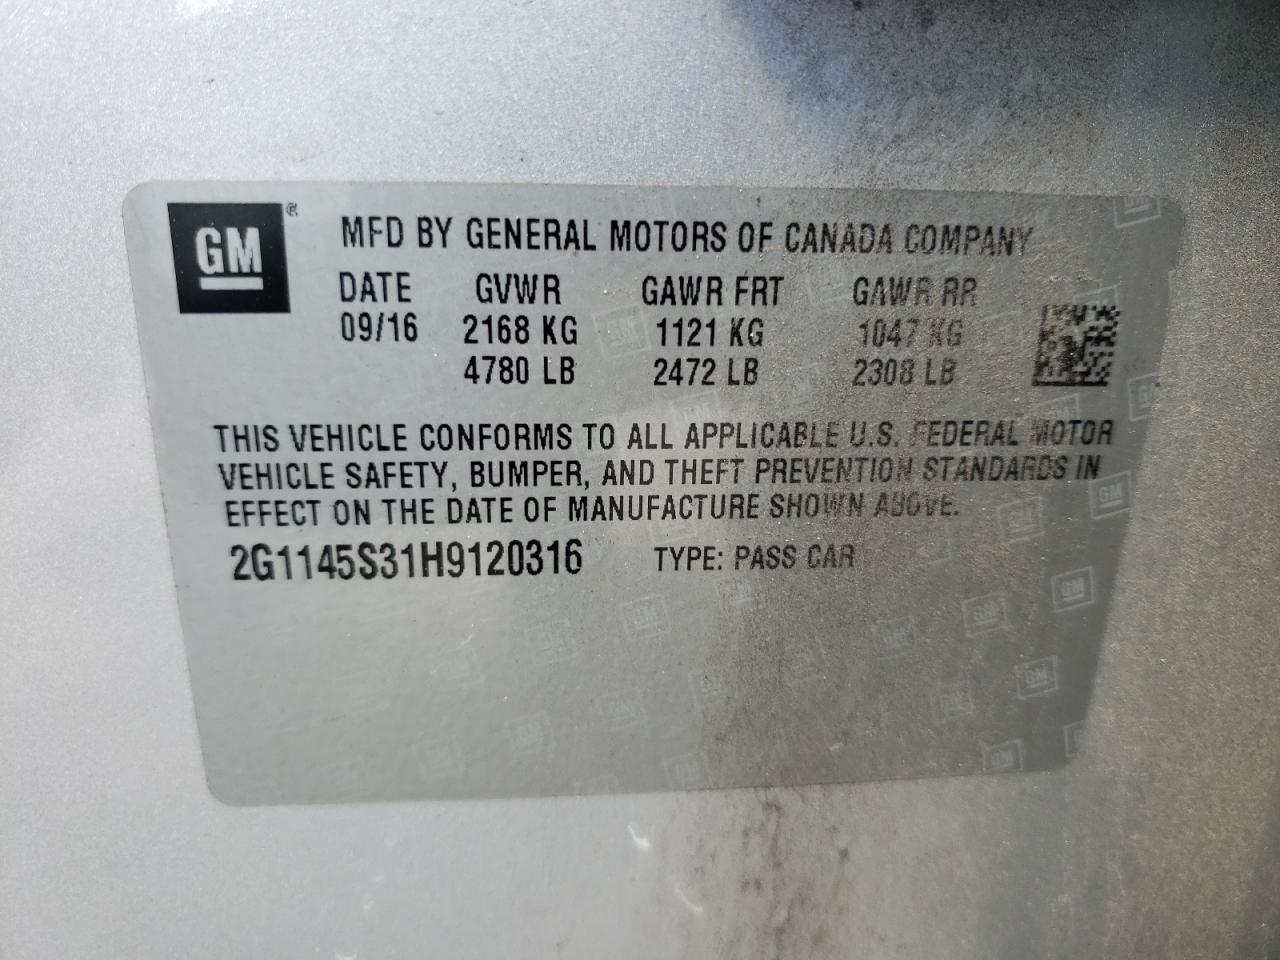 GM ®
MFD BY GENERAL MOTORS OF CANADA COMPANY
DATE GVWR GAWR FRT GAWR RR
09/16 2168 KG 1121 KG 1047 KG
4780 LB 2472 LB 2308 LB
THIS VEHICLE CONFORMS TO ALL APPLICABLE U.S. FEDERAL MOTOR
VEHICLE SAFETY, BUMPER, AND THEFT PREVENTION STANDARDS IN
EFFECT ON THE DATE OF MANUFACTURE SHOWN ABOVE.
2G1145S31H9120316 TYPE: PASS CAR